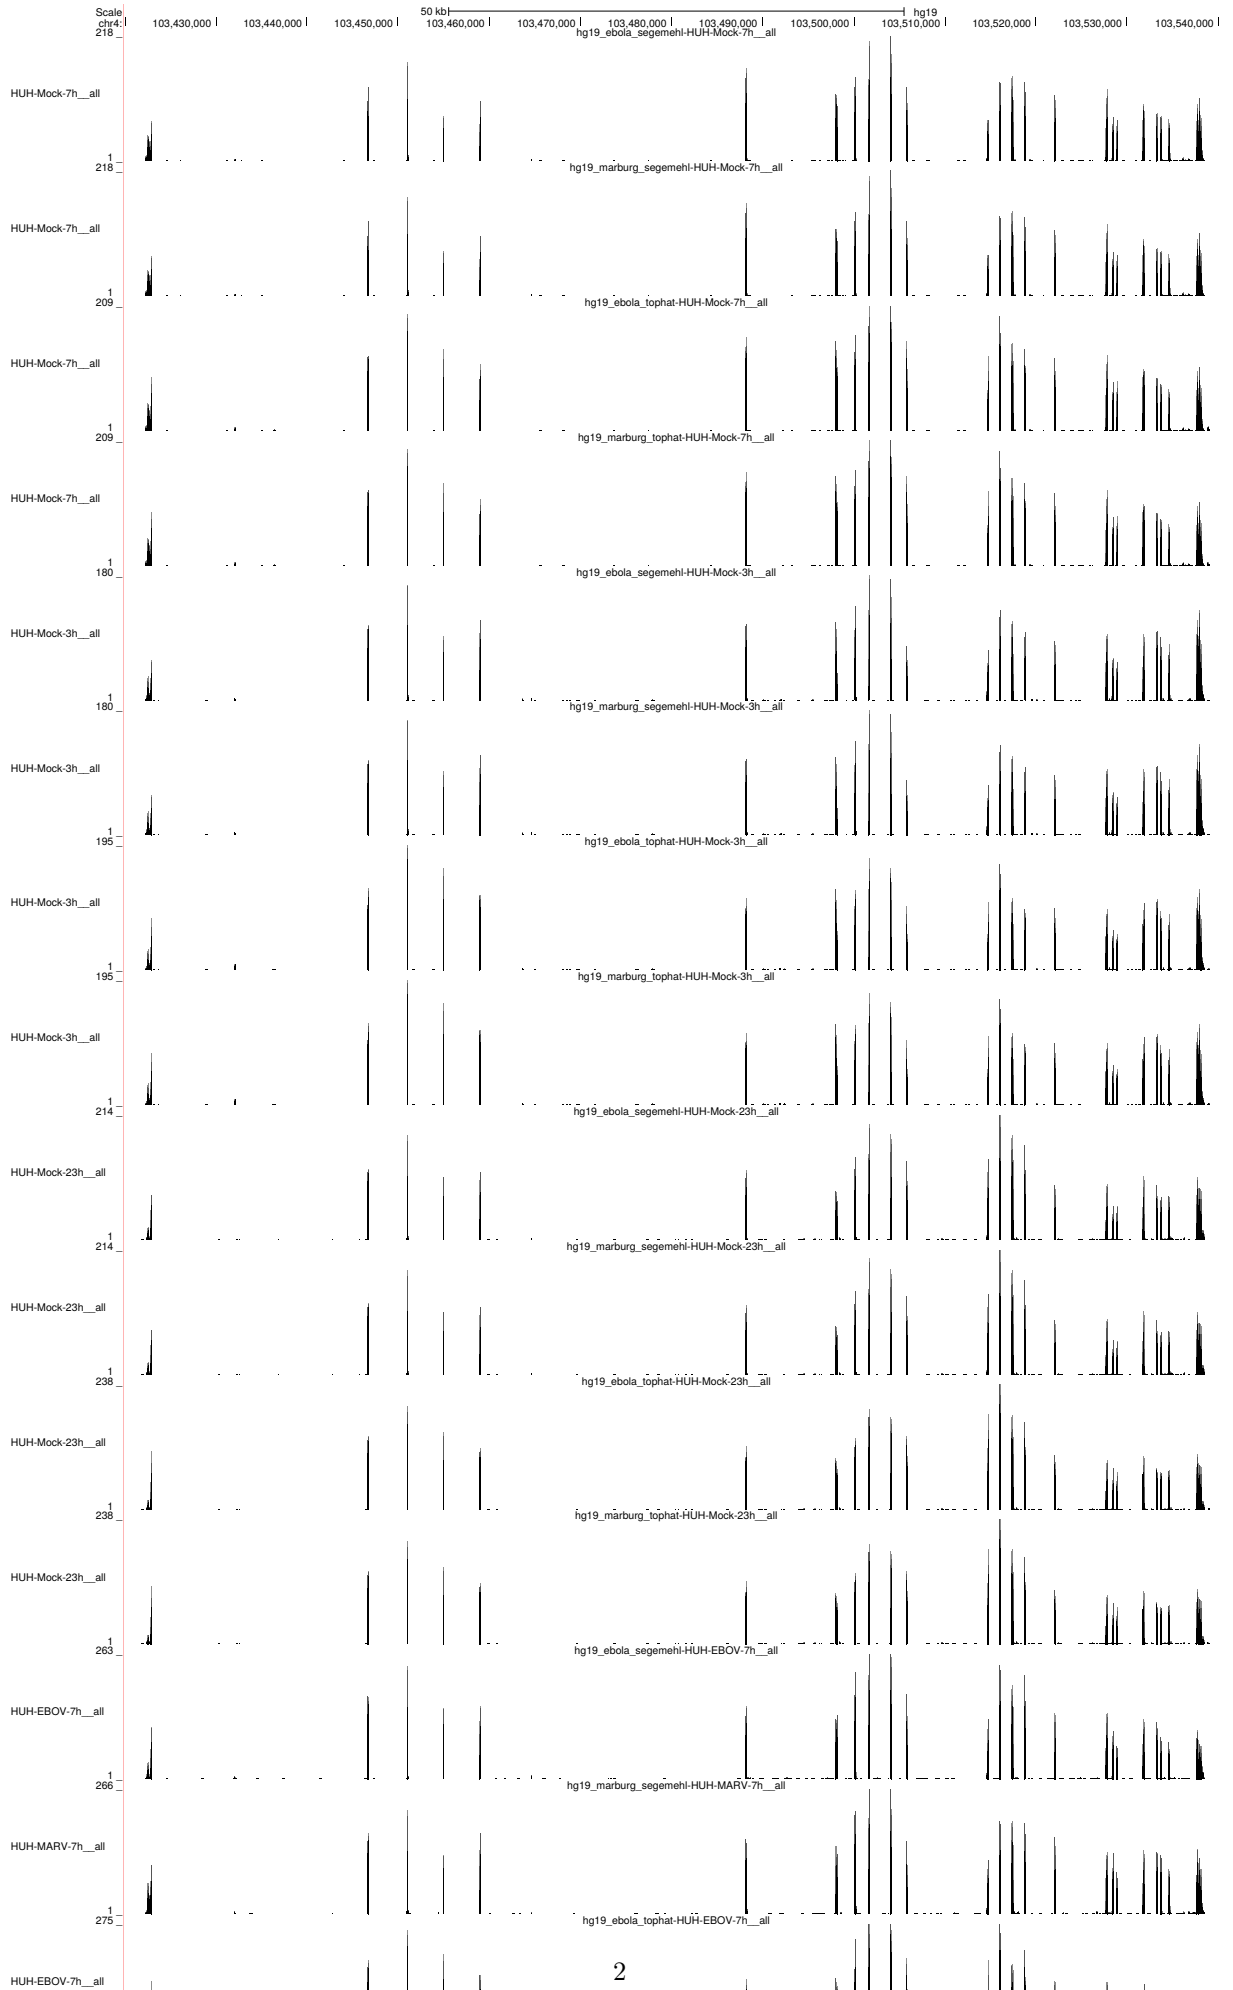 Scale 50 kb hg19
chr4: 103,430,000 103,440,000 103,450,000 103,460,000 103,470,000 103,480,000 103,490,000 103,500,000 103,510,000 103,520,000 103,530,000 103,540,000
218 _ hg19_ebola_segemehl-HUH-Mock-7h__all
HUH-Mock-7h__all
1 _
218 _ hg19_marburg_segemehl-HUH-Mock-7h__all
HUH-Mock-7h__all
1 _
209 _ hg19_ebola_tophat-HUH-Mock-7h__all
HUH-Mock-7h__all
1 _
209 _ hg19_marburg_tophat-HUH-Mock-7h__all
HUH-Mock-7h__all
1 _
180 _ hg19_ebola_segemehl-HUH-Mock-3h__all
HUH-Mock-3h__all
1 _
180 _ hg19_marburg_segemehl-HUH-Mock-3h__all
HUH-Mock-3h__all
1 _
195 _ hg19_ebola_tophat-HUH-Mock-3h__all
HUH-Mock-3h__all
1 _
195 _ hg19_marburg_tophat-HUH-Mock-3h__all
HUH-Mock-3h__all
1 _
214 _ hg19_ebola_segemehl-HUH-Mock-23h__all
HUH-Mock-23h__all
1 _
214 _ hg19_marburg_segemehl-HUH-Mock-23h__all
HUH-Mock-23h__all
1 _
238 _ hg19_ebola_tophat-HUH-Mock-23h__all
HUH-Mock-23h__all
1 _
238 _ hg19_marburg_tophat-HUH-Mock-23h__all
HUH-Mock-23h__all
1 _
263 _ hg19_ebola_segemehl-HUH-EBOV-7h__all
HUH-EBOV-7h__all
1 _
266 _ hg19_marburg_segemehl-HUH-MARV-7h__all
HUH-MARV-7h__all
1 _
275 _ hg19_ebola_tophat-HUH-EBOV-7h__all
HUH-EBOV-7h__all
2